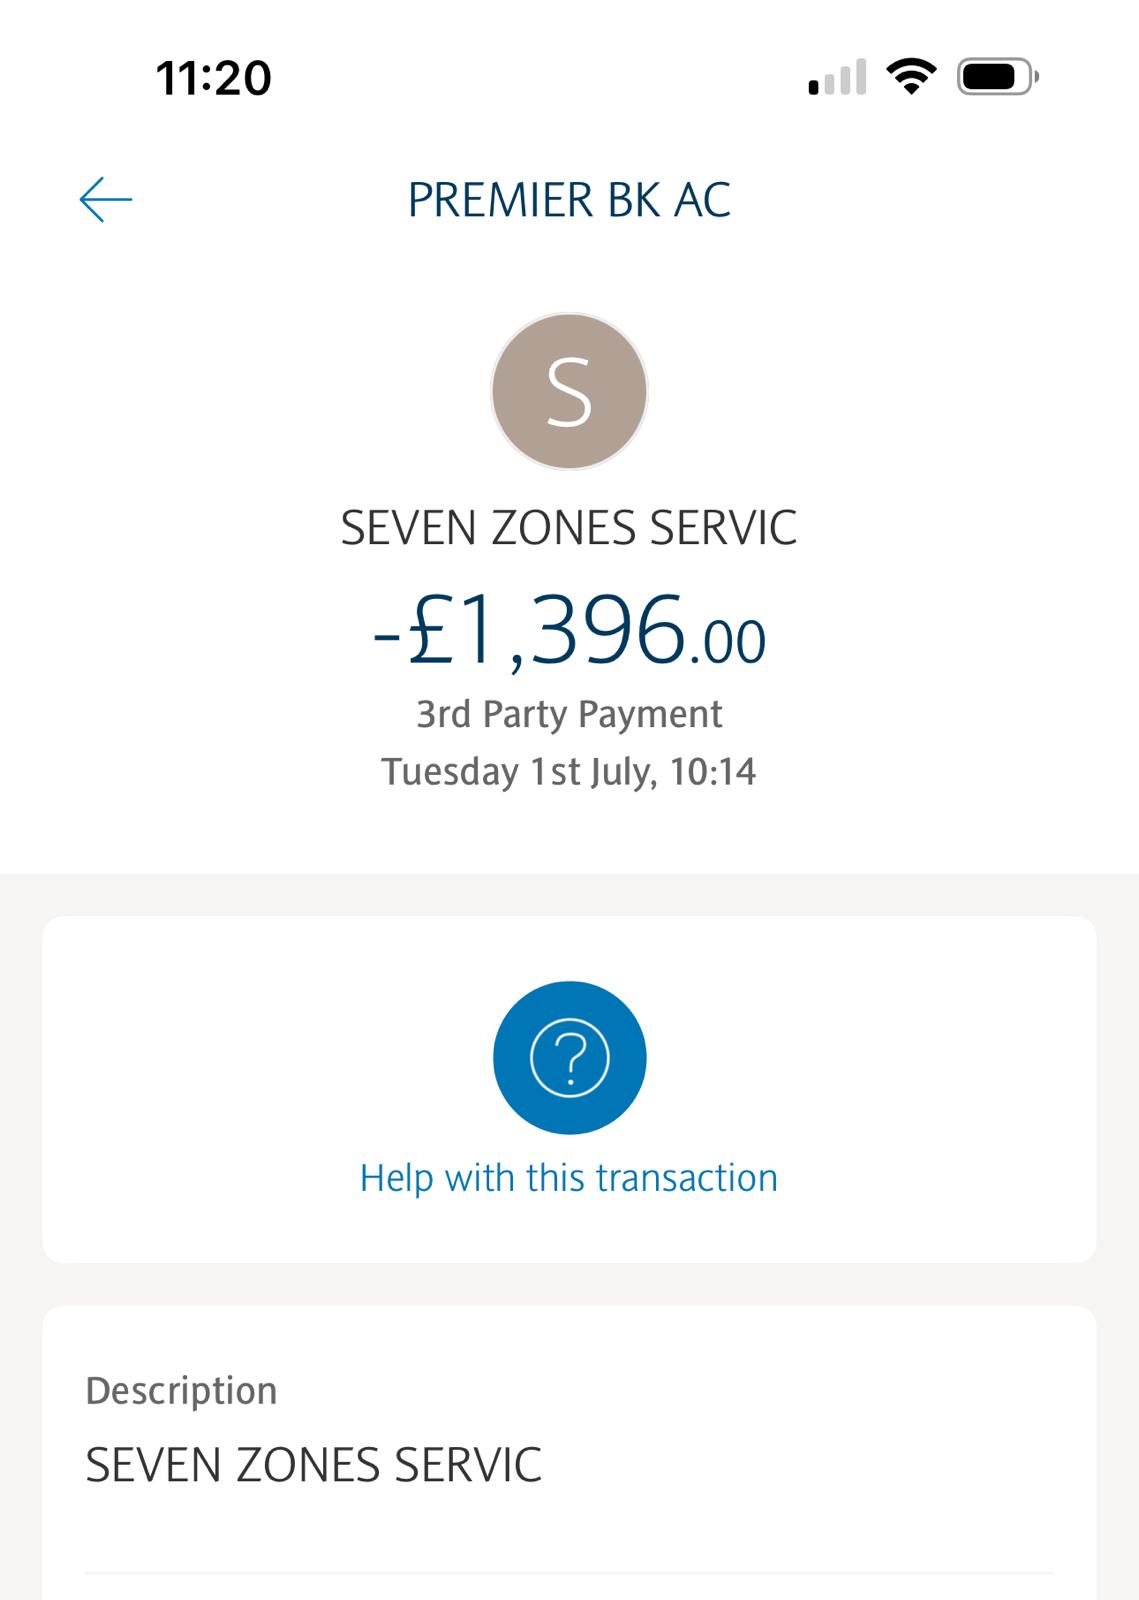 11:20
PREMIER BK AC
S
SEVEN ZONES SERVIC
-£1,396.00
3rd Party Payment
Tuesday 1st July, 10:14
?
Help with this transaction
Description
SEVEN ZONES SERVIC